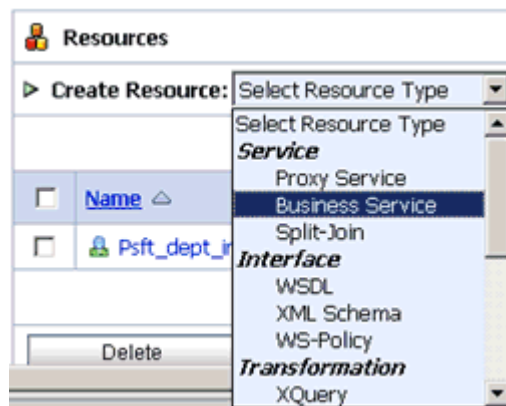 Resources
Create Resource: Select Resource Type
Select Resource Type
Service
Proxy Service
Name
Business Service
Split-Join
Psft_dept_i
Interface
WSDL
XML Schema
WS-Policy
Delete
Transformation
XQuery